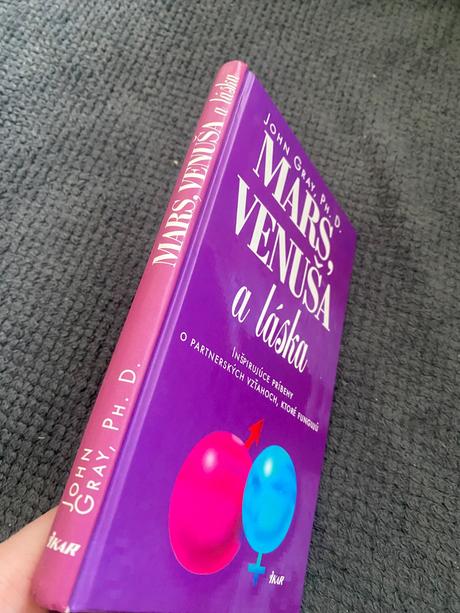 JOHN GRAY, PH. D.
MARS,
VENUŠA
a láska
INŠPIRUJÚCE PRÍBEHY
O PARTNERSKÝCH VZŤAHOCH, KTORÉ FUNGUJÚ
IKAR
MARS, VENUŠA a láska
JOHN
GRAY, PH. D.
IKAR